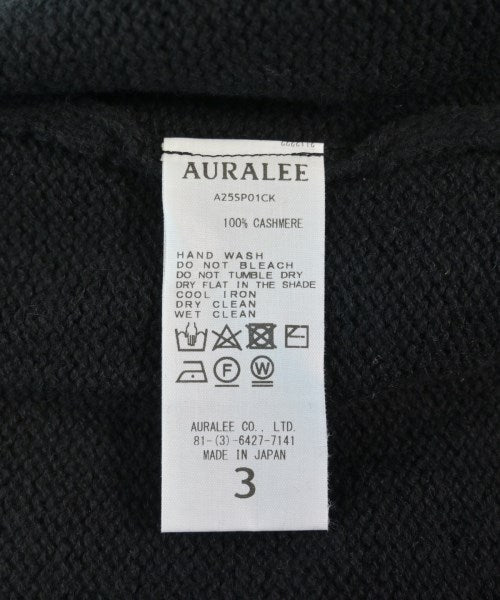 AURALEE
A25SP01CK
100% CASHMERE
HAND WASH
DO NOT BLEACH
DO NOT TUMBLE DRY
DRY FLAT IN THE SHADE
COOL IRON
DRY CLEAN
WET CLEAN
F W
AURALEE CO., LTD.
81-(3)-6427-7141
MADE IN JAPAN
3